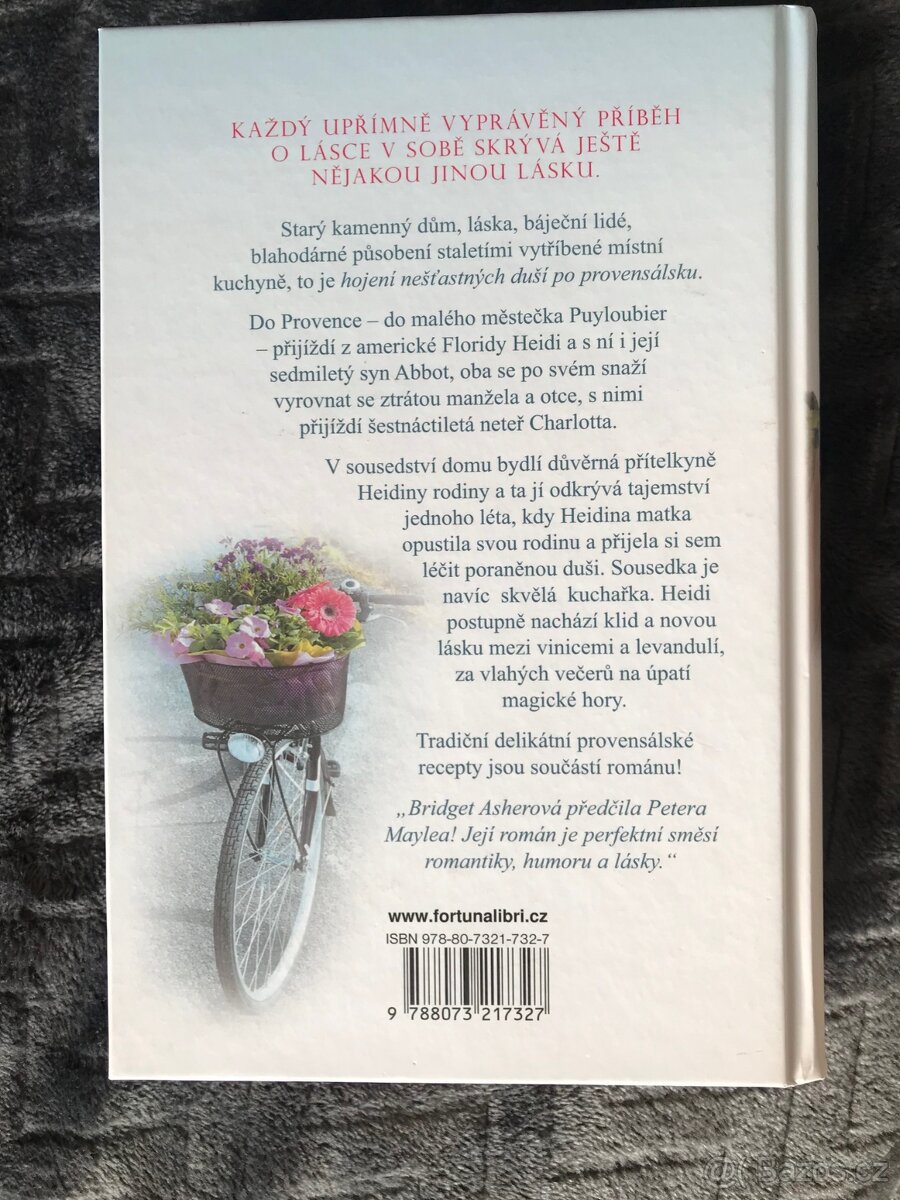 KAŽDÝ UPŘÍMNĚ VYPRÁVĚNÝ PŘÍBĚH
O LÁSCE V SOBĚ SKRÝVÁ JEŠTĚ
NĚJAKOU JINOU LÁSKU.
Starý kamenný dům, láska, báječní lidé,
blahodárné působení staletími vytříbené místní
kuchyně, to je hojení nešťastných duší po provensálsku.
Do Provence – do malého městečka Puyloubier
– přijíždí z americké Floridy Heidi a s ní i její
sedmiletý syn Abbot, oba se po svém snaží
vyrovnat se ztrátou manžela a otce, s nimi
přijíždí šestnáctiletá neteř Charlotta.
V sousedství domu bydlí důvěrná přítelkyně
Heidiny rodiny a ta jí odkrývá tajemství
jednoho léta, kdy Heidina matka
opustila svou rodinu a přijela si sem
léčit poraněnou duši. Sousedka je
navíc skvělá kuchařka. Heidi
postupně nachází klid a novou
lásku mezi vinicemi a levandulí,
za vlahých večerů na úpatí
magické hory.
Tradiční delikátní provensálské
recepty jsou součástí románu!
„Bridget Asherová předčila Petera
Maylea! Její román je perfektní směsí
romantiky, humoru a lásky.“
www.fortunalibri.cz
ISBN 978-80-7321-732-7
9 788073 217327
@ Bazos.cz